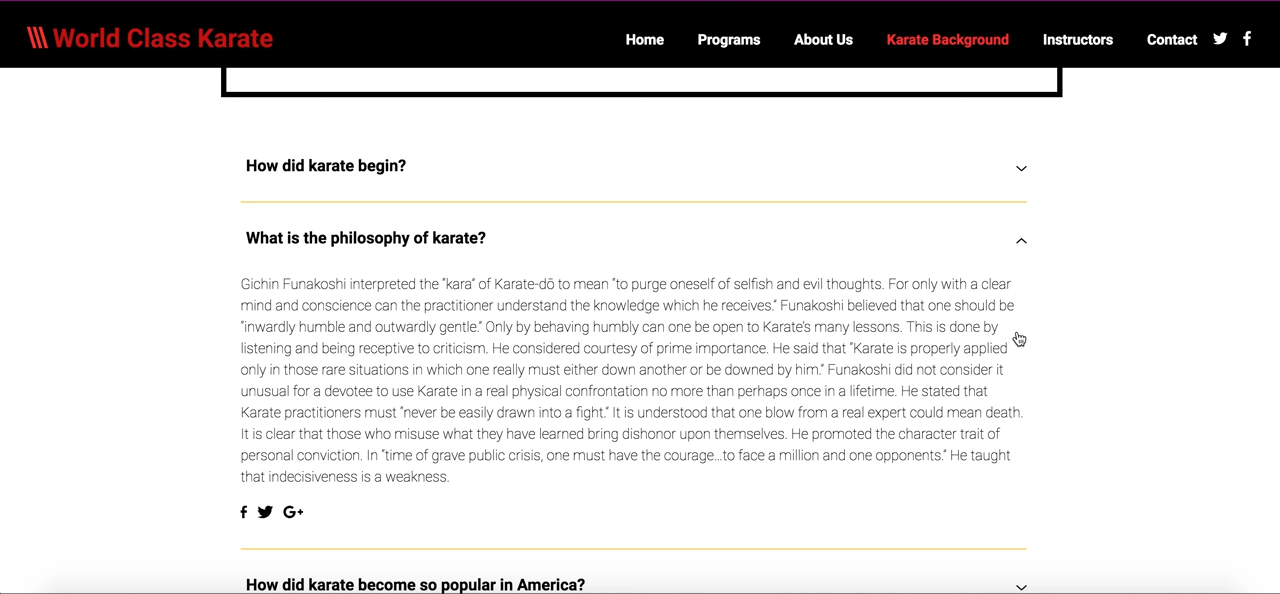 World Class Karate
Home Programs About Us Karate Background Instructors Contact
How did karate begin?
What is the philosophy of karate?
Gichin Funakoshi interpreted the "kara" of Karate-dō to mean "to purge oneself of selfish and evil thoughts. For only with a clear
mind and conscience can the practitioner understand the knowledge which he receives." Funakoshi believed that one should be
"inwardly humble and outwardly gentle." Only by behaving humbly can one be open to Karate's many lessons. This is done by
listening and being receptive to criticism. He considered courtesy of prime importance. He said that "Karate is properly applied
only in those rare situations in which one really must either down another or be downed by him." Funakoshi did not consider it
unusual for a devotee to use Karate in a real physical confrontation no more than perhaps once in a lifetime. He stated that
Karate practitioners must "never be easily drawn into a fight." It is understood that one blow from a real expert could mean death.
It is clear that those who misuse what they have learned bring dishonor upon themselves. He promoted the character trait of
personal conviction. In "time of grave public crisis, one must have the courage...to face a million and one opponents." He taught
that indecisiveness is a weakness.
G+
How did karate become so popular in America?